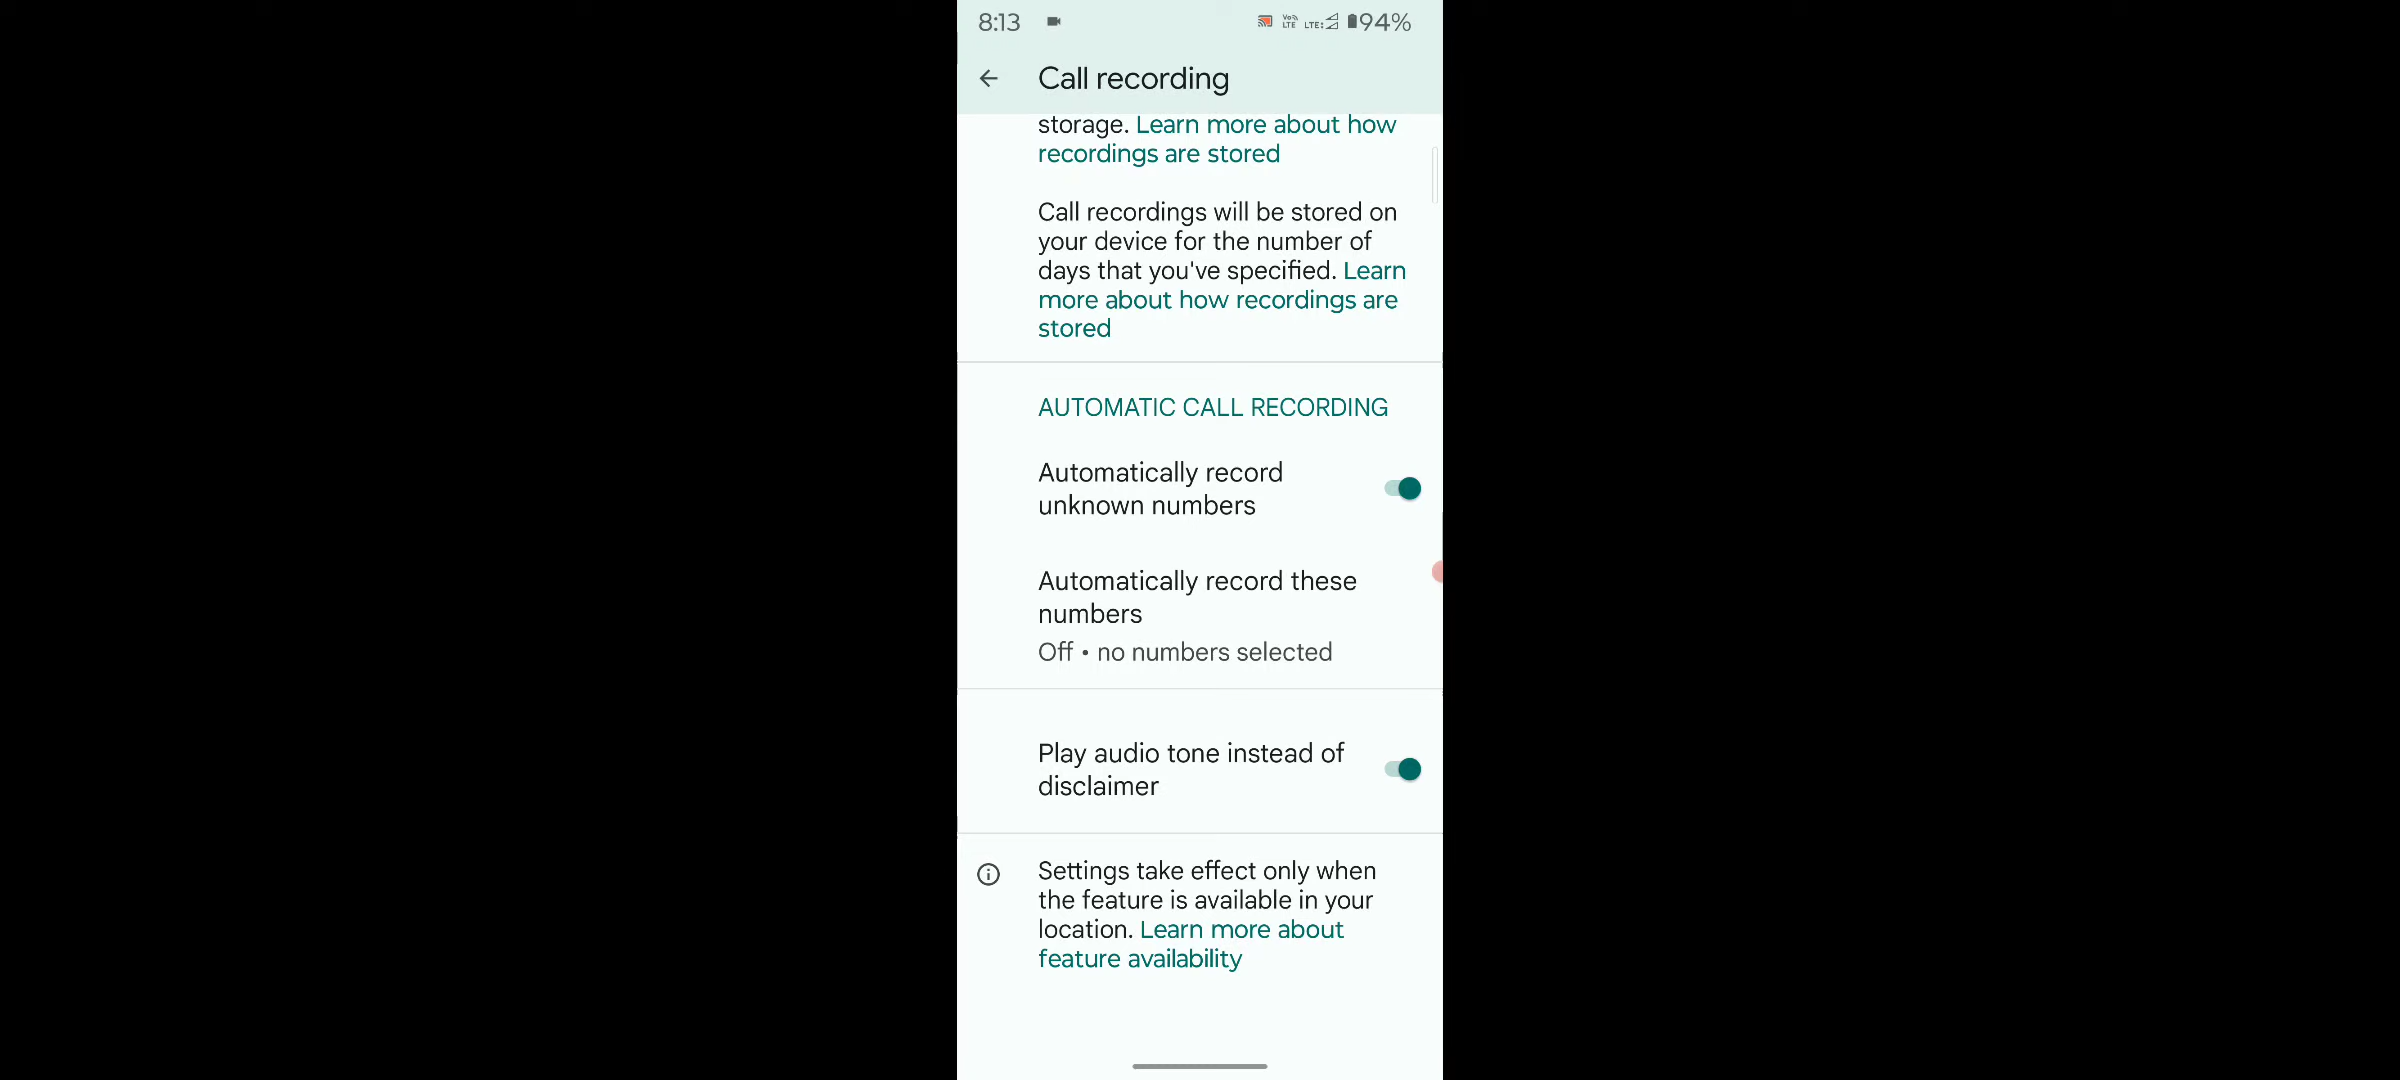 8:13 Vo LTE LTE 94%
Call recording
storage. Learn more about how
recordings are stored
Call recordings will be stored on
your device for the number of
days that you've specified. Learn
more about how recordings are
stored
AUTOMATIC CALL RECORDING
Automatically record
unknown numbers
Automatically record these
numbers
Off • no numbers selected
Play audio tone instead of
disclaimer
Settings take effect only when
the feature is available in your
location. Learn more about
feature availability